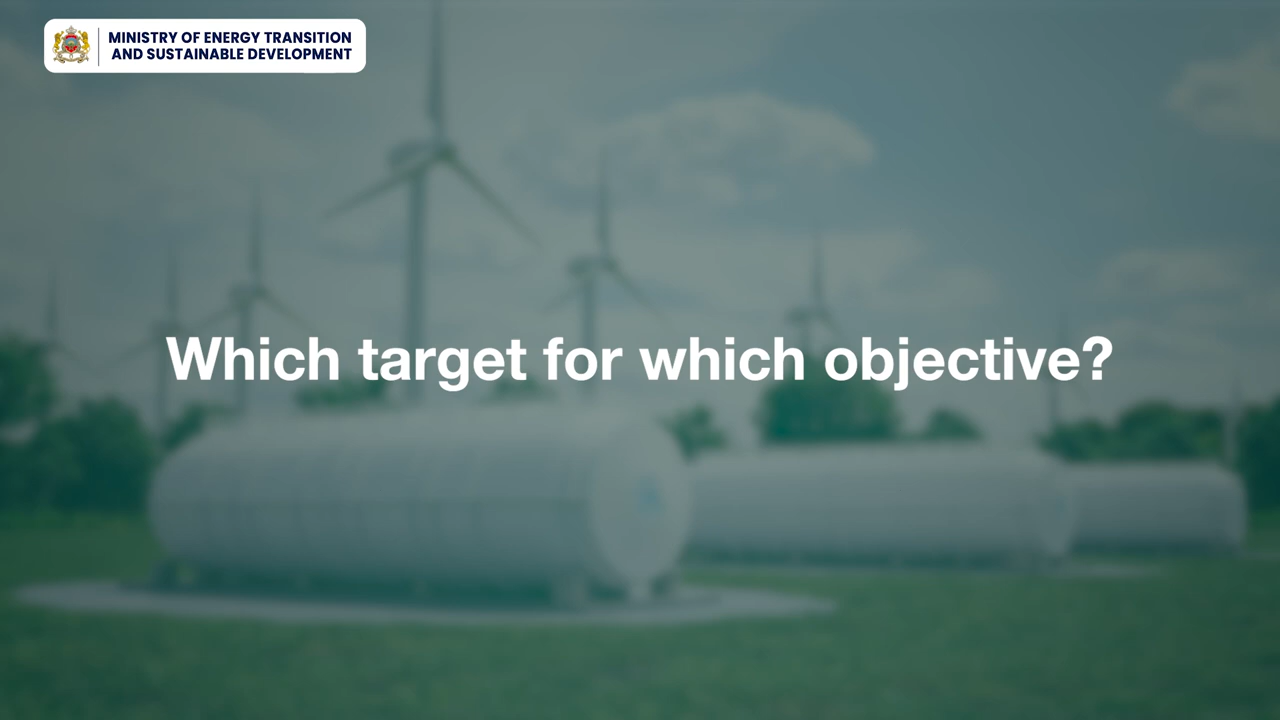 MINISTRY OF ENERGY TRANSITION
AND SUSTAINABLE DEVELOPMENT
Which target for which objective?